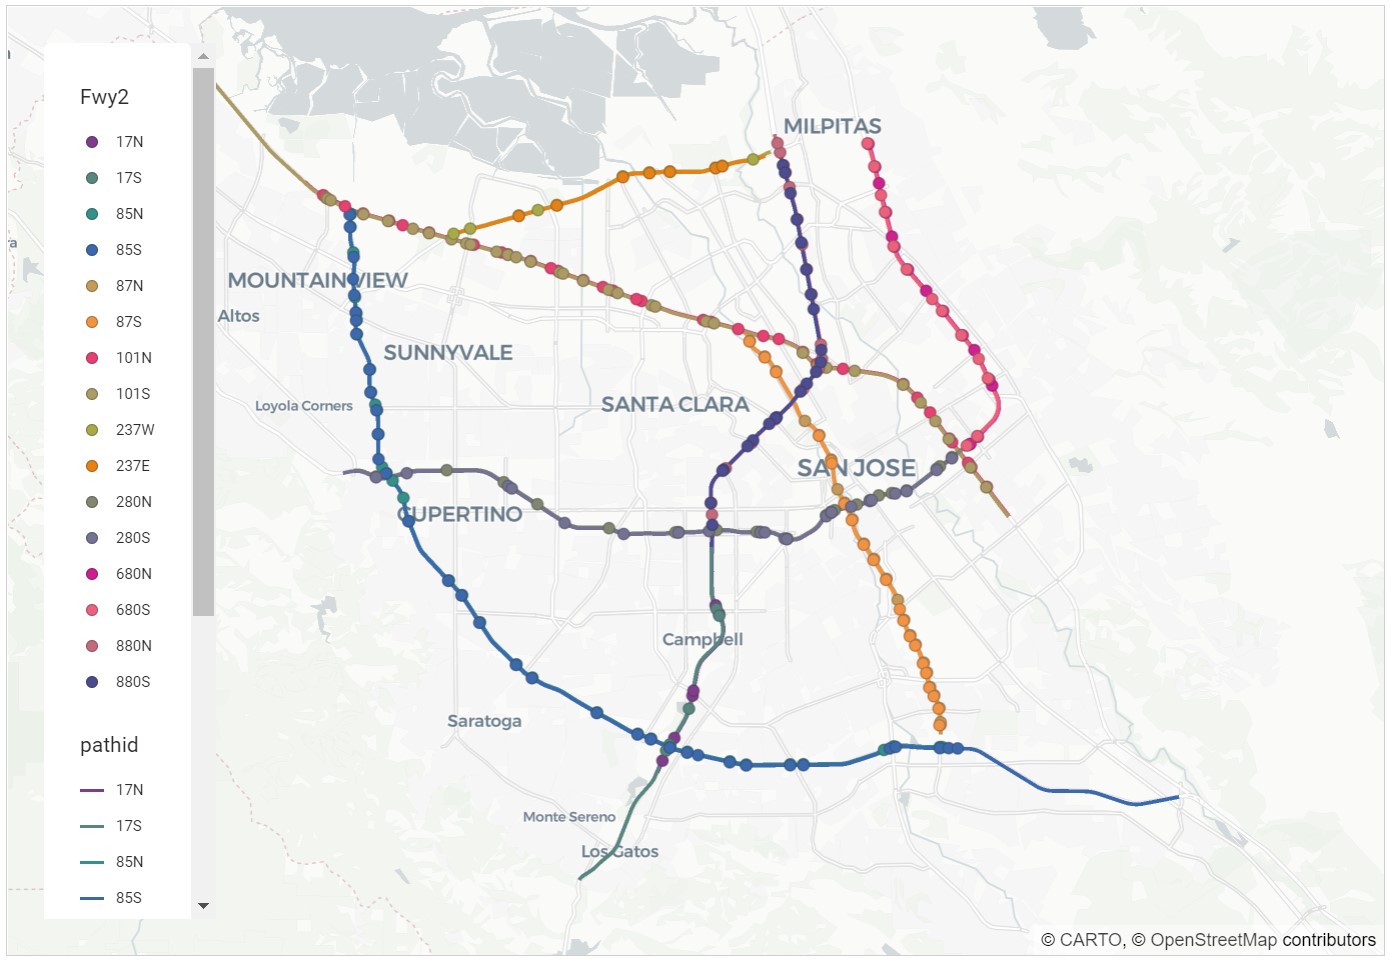 Fwy2
17N
17S
85N
85S
87N
87S
101N
101S
237W
237E
280N
280S
680N
680S
880N
880S
pathid
17N
17S
85N
85S
MILPITAS
MOUNTAIN VIEW
Altos
SUNNYVALE
Loyola Corners
SANTA CLARA
SAN JOSE
CUPERTINO
Campbell
Saratoga
Monte Sereno
Los Gatos
© CARTO, © OpenStreetMap contributors